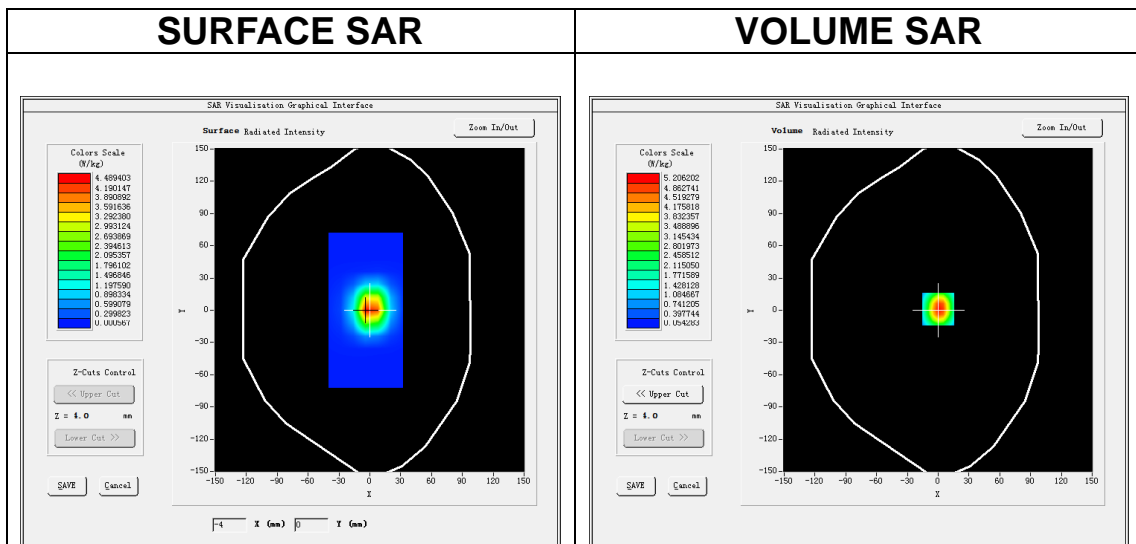 SURFACE SAR
SAR Visualisation Graphical Interface
Surface Radiated Intensity
Zoom In/Out
Colors Scale
(W/kg)
4.489403
4.190147
3.890892
3.591636
3.292380
2.993124
2.693869
2.394613
2.095357
1.796102
1.496846
1.197590
0.898334
0.599079
0.299823
0.000567
Z-Cuts Control
<< Upper Cut
Z = 4.0 mm
Lower Cut >>
SAVE Cancel
150
120
90
60
30
0
-30
-60
-90
-120
-150
Y
-150 -120 -90 -60 -30 0 30 60 90 120 150
X
-4 X (mm) 0 Y (mm)
VOLUME SAR
SAR Visualisation Graphical Interface
Volume Radiated Intensity
Zoom In/Out
Colors Scale
(W/kg)
5.206202
4.862741
4.519279
4.175818
3.832357
3.488896
3.145434
2.801973
2.458512
2.115050
1.771589
1.428128
1.084667
0.741205
0.397744
0.054283
Z-Cuts Control
<< Upper Cut
Z = 4.0 mm
Lower Cut >>
SAVE Cancel
150
120
90
60
30
0
-30
-60
-90
-120
-150
Y
-150 -120 -90 -60 -30 0 30 60 90 120 150
X